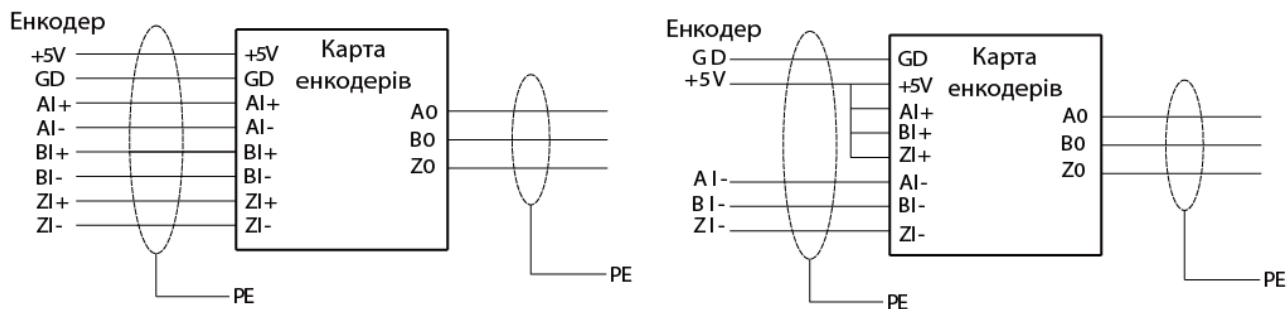 Енкодер
+5V
GD
AI+
AI-
BI+
BI-
ZI+
ZI-
+5V
GD
AI+
AI-
BI+
BI-
ZI+
ZI-
Карта
енкодерів
A0
B0
Z0
PE
PE
Енкодер
GD
+5V
AI-
BI-
ZI-
GD
+5V
AI+
BI+
ZI+
AI-
BI-
ZI-
Карта
енкодерів
A0
B0
Z0
PE
PE